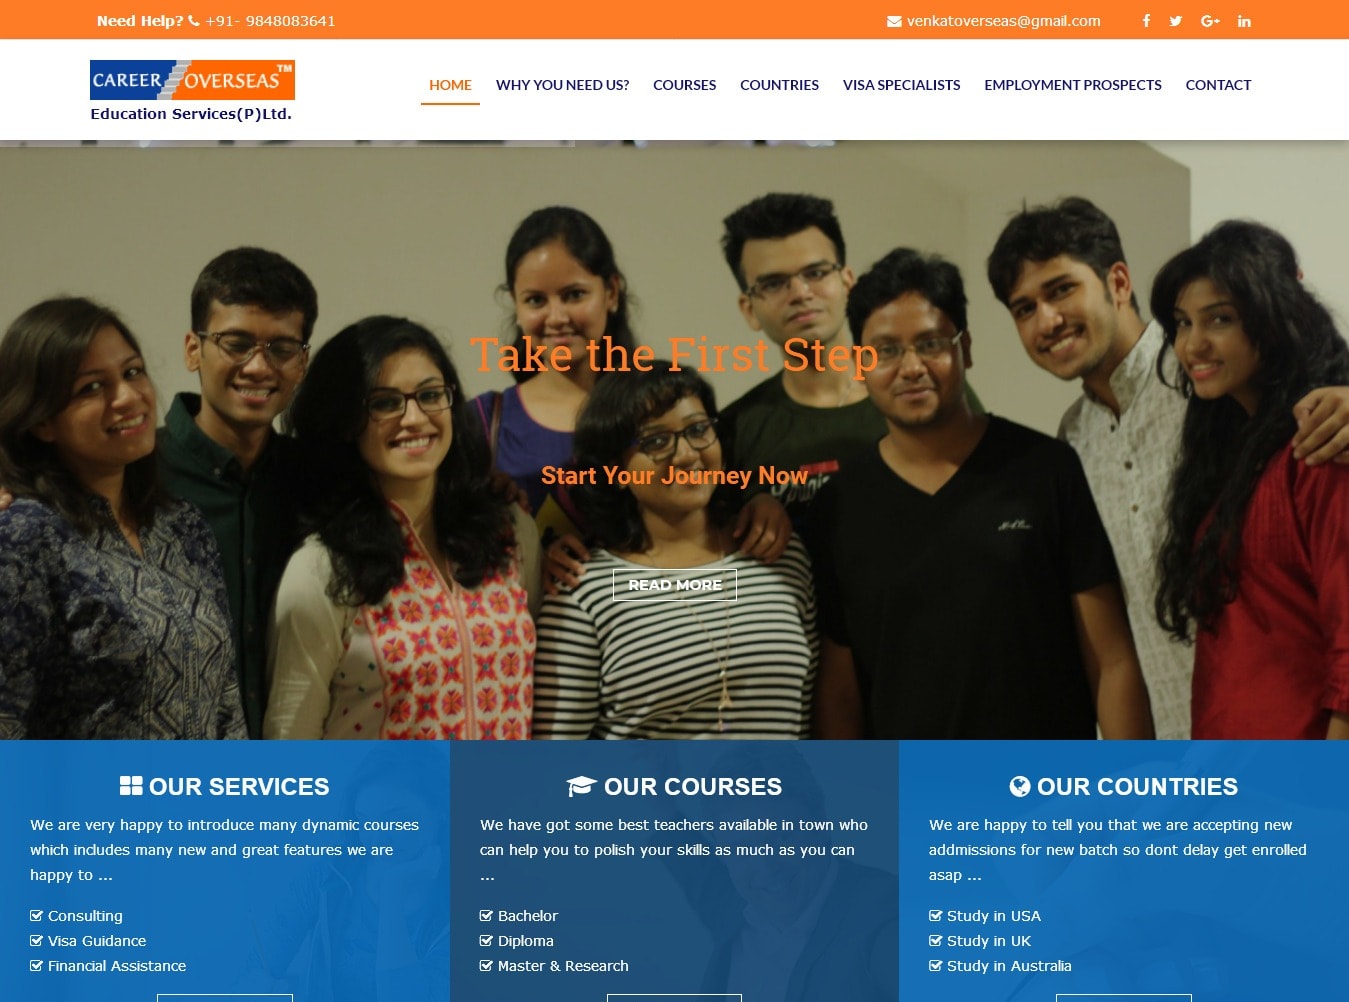 Need Help? +91- 9848083641
venkatoverseas@gmail.com
CAREER OVERSEAS™
Education Services(P)Ltd.
HOME WHY YOU NEED US? COURSES COUNTRIES VISA SPECIALISTS EMPLOYMENT PROSPECTS CONTACT
Take the First Step
Start Your Journey Now
READ MORE
OUR SERVICES
We are very happy to introduce many dynamic courses
which includes many new and great features we are
happy to ...
Consulting
Visa Guidance
Financial Assistance
OUR COURSES
We have got some best teachers available in town who
can help you to polish your skills as much as you can
...
Bachelor
Diploma
Master & Research
OUR COUNTRIES
We are happy to tell you that we are accepting new
addmissions for new batch so dont delay get enrolled
asap ...
Study in USA
Study in UK
Study in Australia